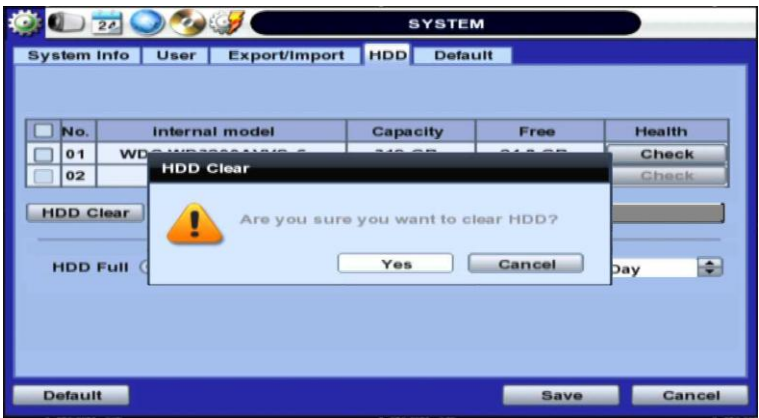 24
SYSTEM
System Info User Export/Import HDD Default
No. Internal model Capacity Free Health
01 Check
02 Check
HDD Clear
HDD Clear
Are you sure you want to clear HDD?
HDD Full Yes Cancel Day
Default Save Cancel